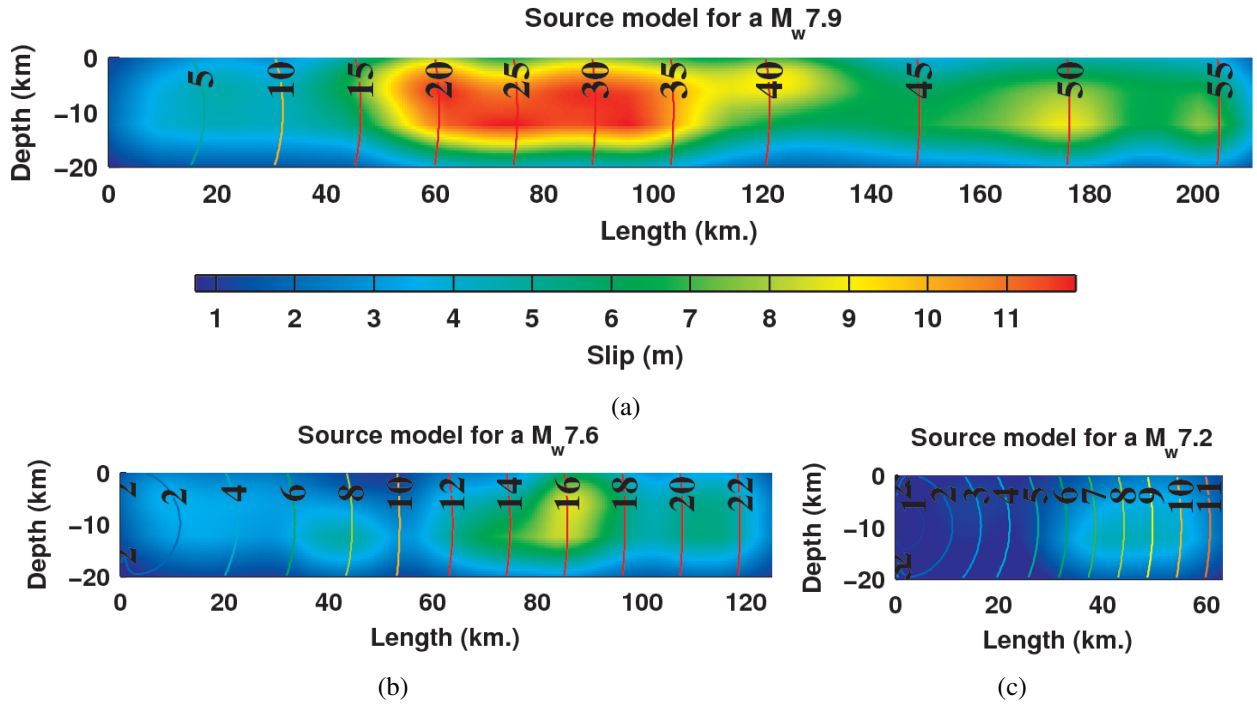 Source model for a Mw7.9
Depth (km)
0
−10
−20
5 10 15 20 25 30 35 40 45 50 55
0 20 40 60 80 100 120 140 160 180 200
Length (km.)
1 2 3 4 5 6 7 8 9 10 11
Slip (m)
(a)
Source model for a Mw7.6
Depth (km)
0
−10
−20
2 2 2 4 6 8 10 12 14 16 18 20 22
0 20 40 60 80 100 120
Length (km.)
(b)
Source model for a Mw7.2
Depth (km)
0
−10
−20
2 3 4 5 6 7 8 9 10 11
0 20 40 60
Length (km.)
(c)